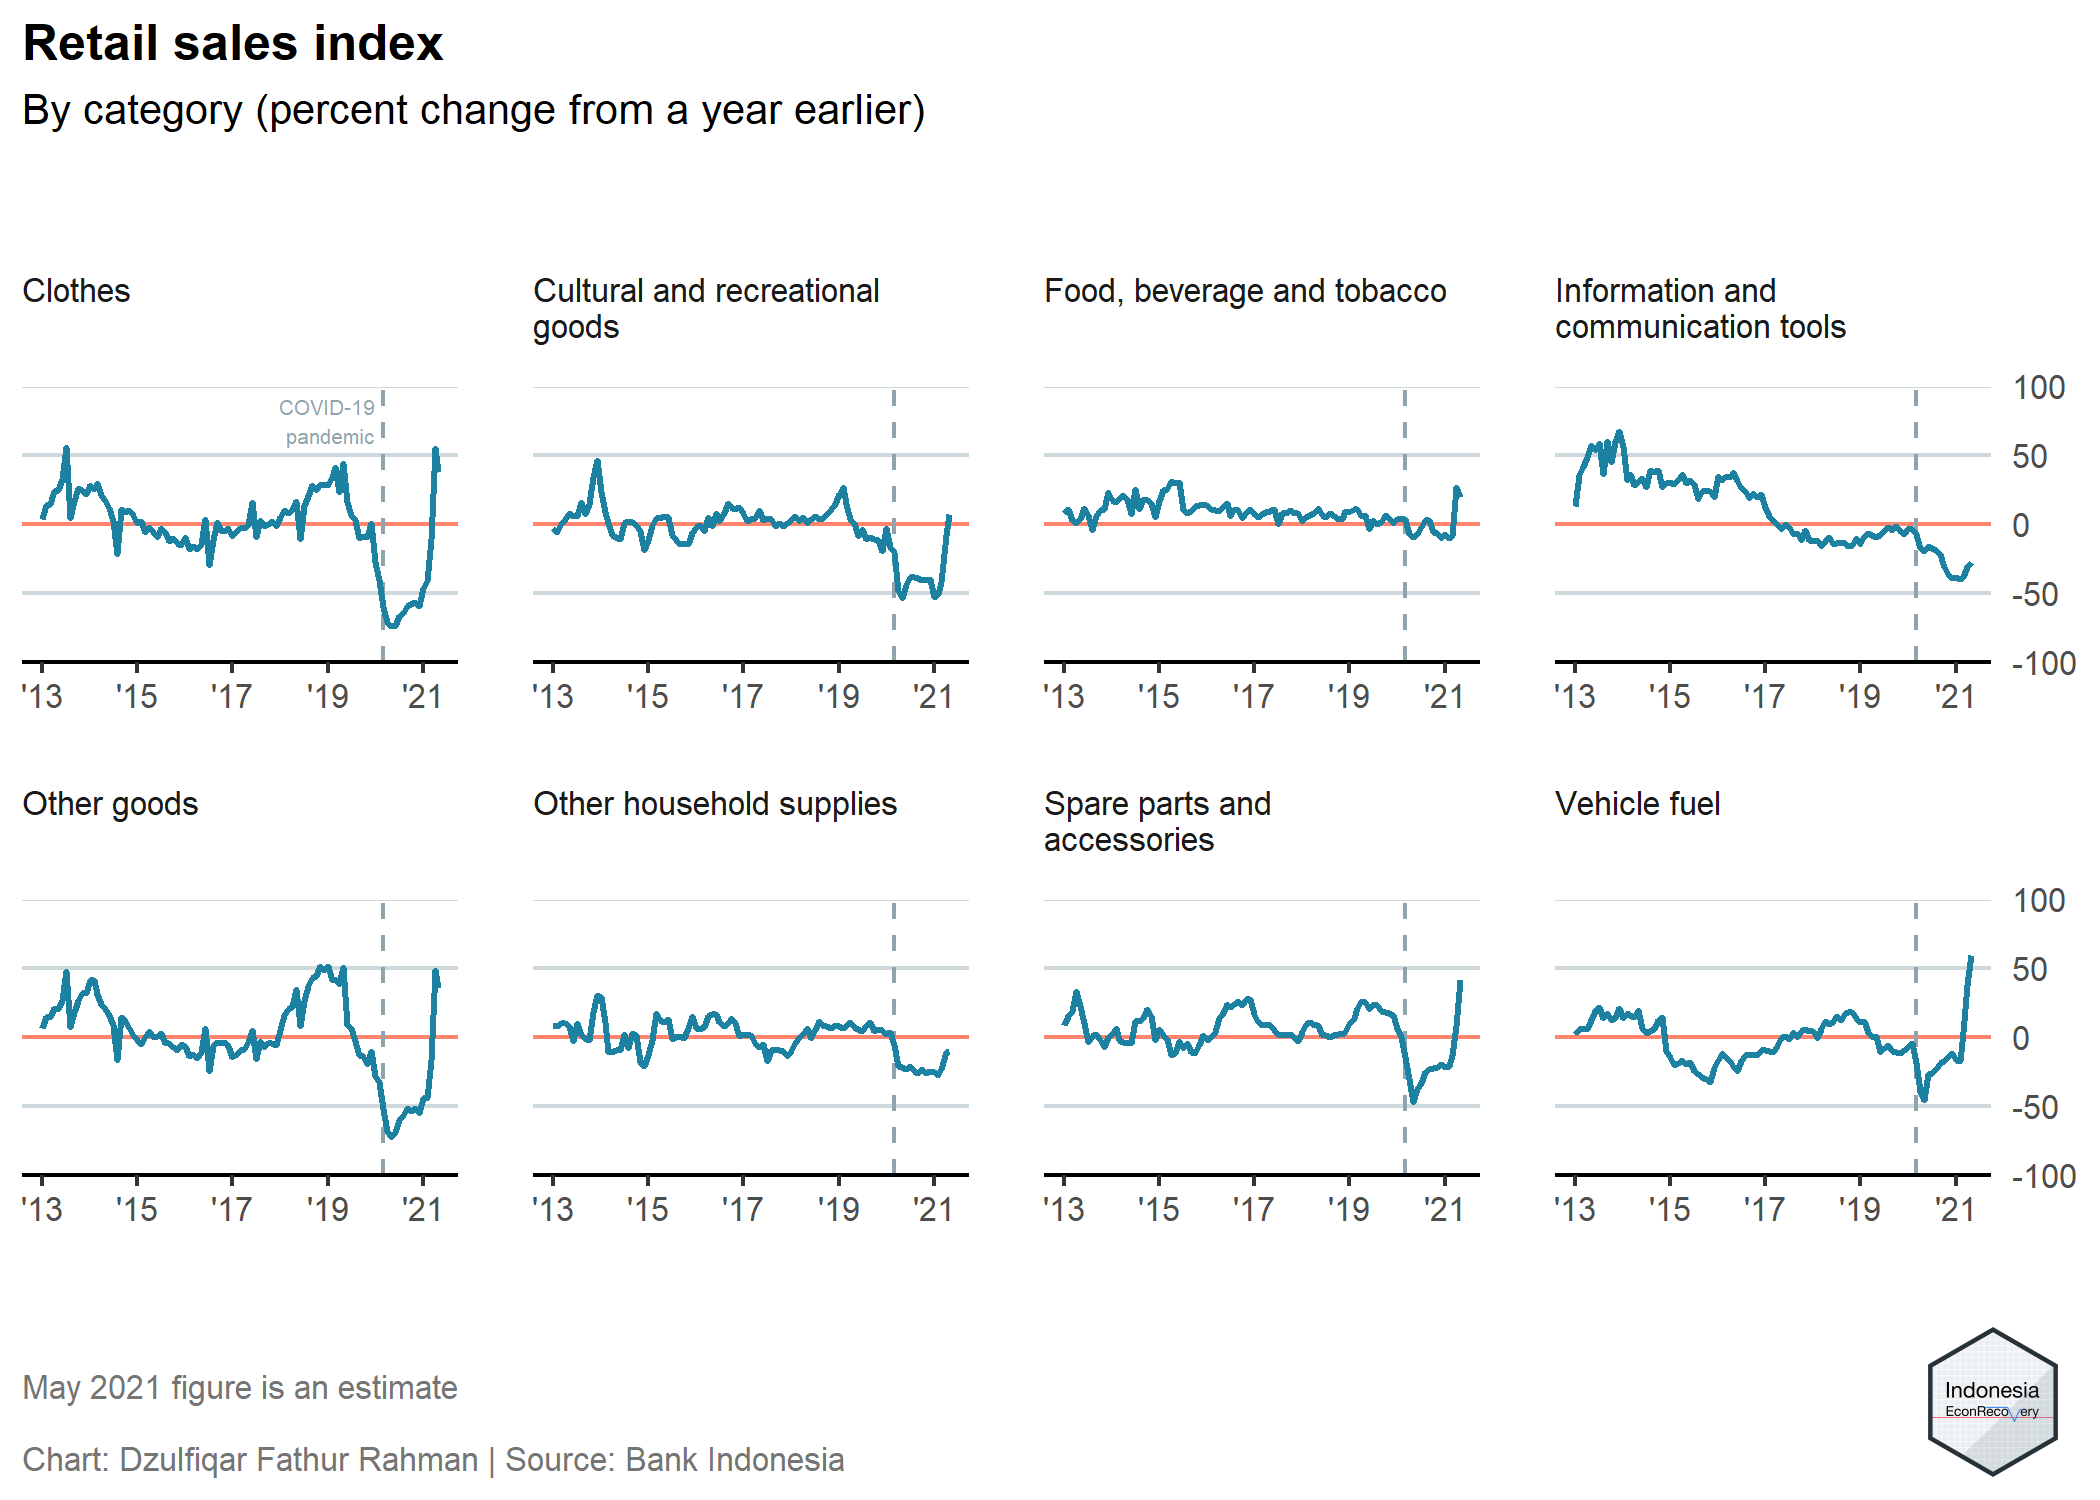 Retail sales index
By category (percent change from a year earlier)
Clothes
Cultural and recreational
goods
Food, beverage and tobacco
Information and
communication tools
COVID-19
pandemic
100
50
0
-50
-100
'13 '15 '17 '19 '21
'13 '15 '17 '19 '21
'13 '15 '17 '19 '21
'13 '15 '17 '19 '21
Other goods
Other household supplies
Spare parts and
accessories
Vehicle fuel
100
50
0
-50
-100
'13 '15 '17 '19 '21
'13 '15 '17 '19 '21
'13 '15 '17 '19 '21
'13 '15 '17 '19 '21
May 2021 figure is an estimate
Chart: Dzulfiqar Fathur Rahman | Source: Bank Indonesia
Indonesia
EconRecovery